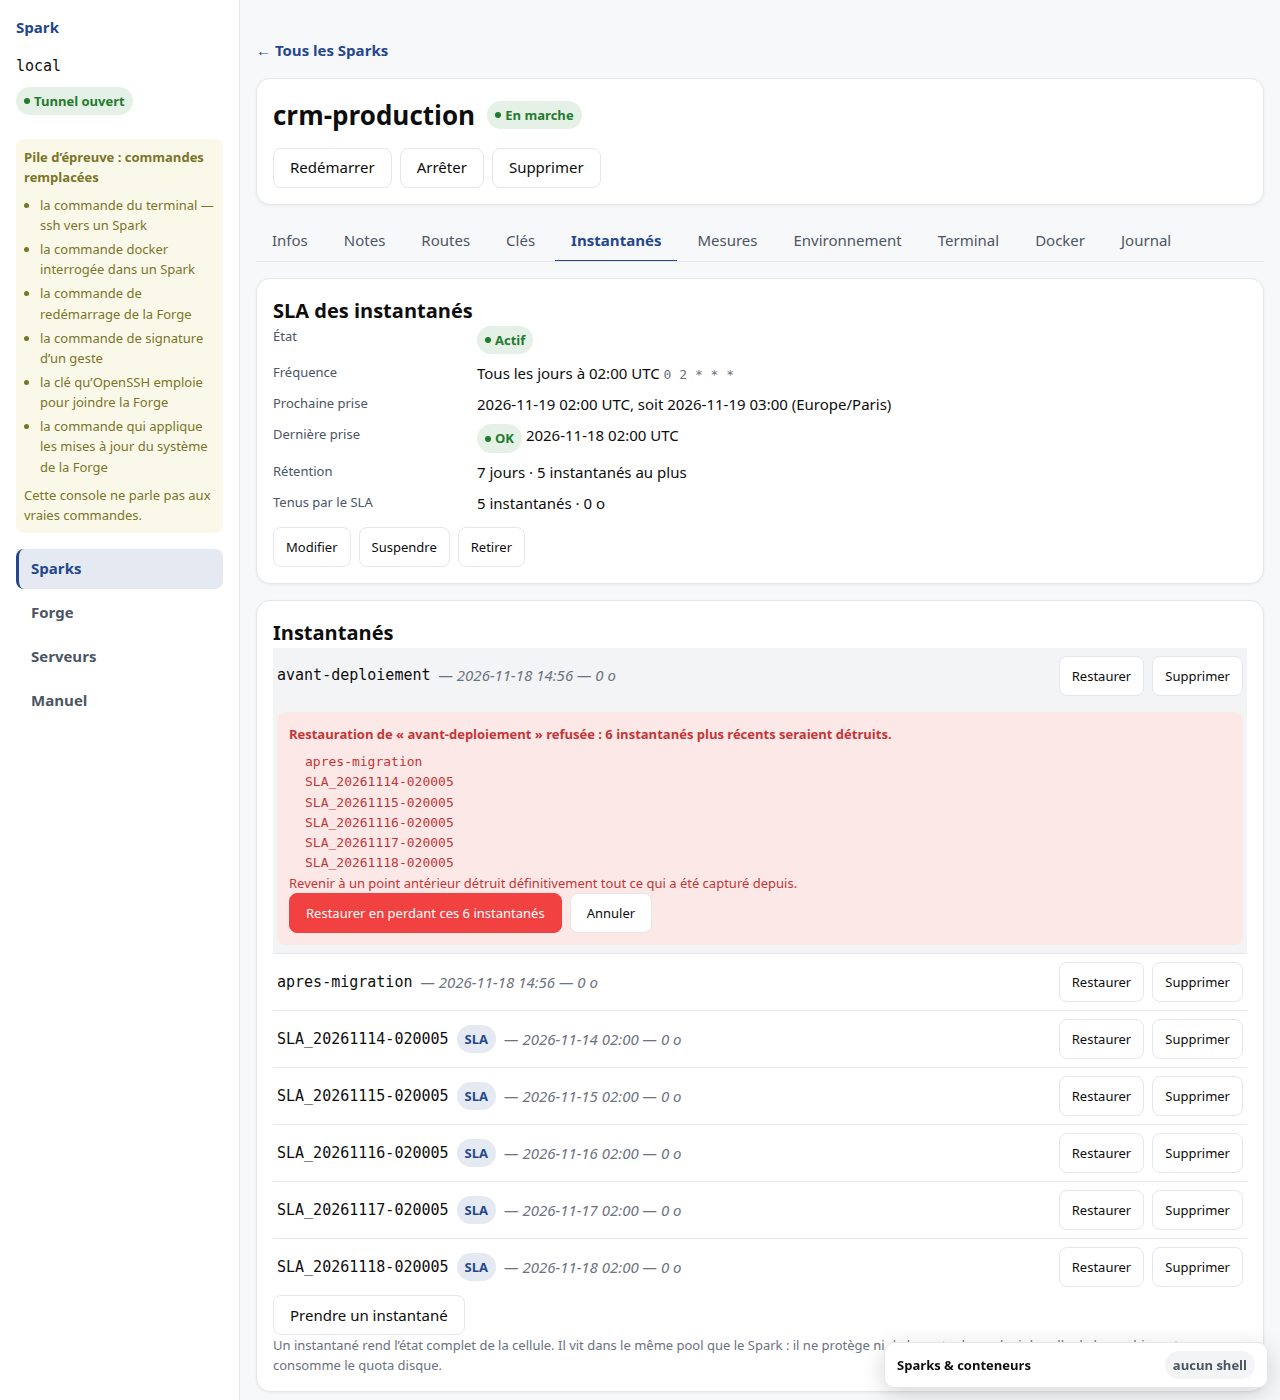 Spark
local
Tunnel ouvert
Pile d’épreuve : commandes
remplacées
la commande du terminal —
ssh vers un Spark
la commande docker
interrogée dans un Spark
la commande de
redémarrage de la Forge
la commande de signature
d’un geste
la clé qu’OpenSSH emploie
pour joindre la Forge
la commande qui applique
les mises à jour du système
de la Forge
Cette console ne parle pas aux
vraies commandes.
Sparks
Forge
Serveurs
Manuel
← Tous les Sparks
crm-production En marche
Redémarrer Arrêter Supprimer
Infos Notes Routes Clés Instantanés Mesures Environnement Terminal Docker Journal
SLA des instantanés
État Actif
Fréquence Tous les jours à 02:00 UTC 0 2 * * *
Prochaine prise 2026-11-19 02:00 UTC, soit 2026-11-19 03:00 (Europe/Paris)
Dernière prise OK 2026-11-18 02:00 UTC
Rétention 7 jours · 5 instantanés au plus
Tenus par le SLA 5 instantanés · 0 o
Modifier Suspendre Retirer
Instantanés
avant-deploiement — 2026-11-18 14:56 — 0 o Restaurer Supprimer
Restauration de « avant-deploiement » refusée : 6 instantanés plus récents seraient détruits.
apres-migration
SLA_20261114-020005
SLA_20261115-020005
SLA_20261116-020005
SLA_20261117-020005
SLA_20261118-020005
Revenir à un point antérieur détruit définitivement tout ce qui a été capturé depuis.
Restaurer en perdant ces 6 instantanés Annuler
apres-migration — 2026-11-18 14:56 — 0 o Restaurer Supprimer
SLA_20261114-020005 SLA — 2026-11-14 02:00 — 0 o Restaurer Supprimer
SLA_20261115-020005 SLA — 2026-11-15 02:00 — 0 o Restaurer Supprimer
SLA_20261116-020005 SLA — 2026-11-16 02:00 — 0 o Restaurer Supprimer
SLA_20261117-020005 SLA — 2026-11-17 02:00 — 0 o Restaurer Supprimer
SLA_20261118-020005 SLA — 2026-11-18 02:00 — 0 o Restaurer Supprimer
Prendre un instantané
Un instantané rend l’état complet de la cellule. Il vit dans le même pool que le Spark : il ne protège
consomme le quota disque.
Sparks & conteneurs aucun shell